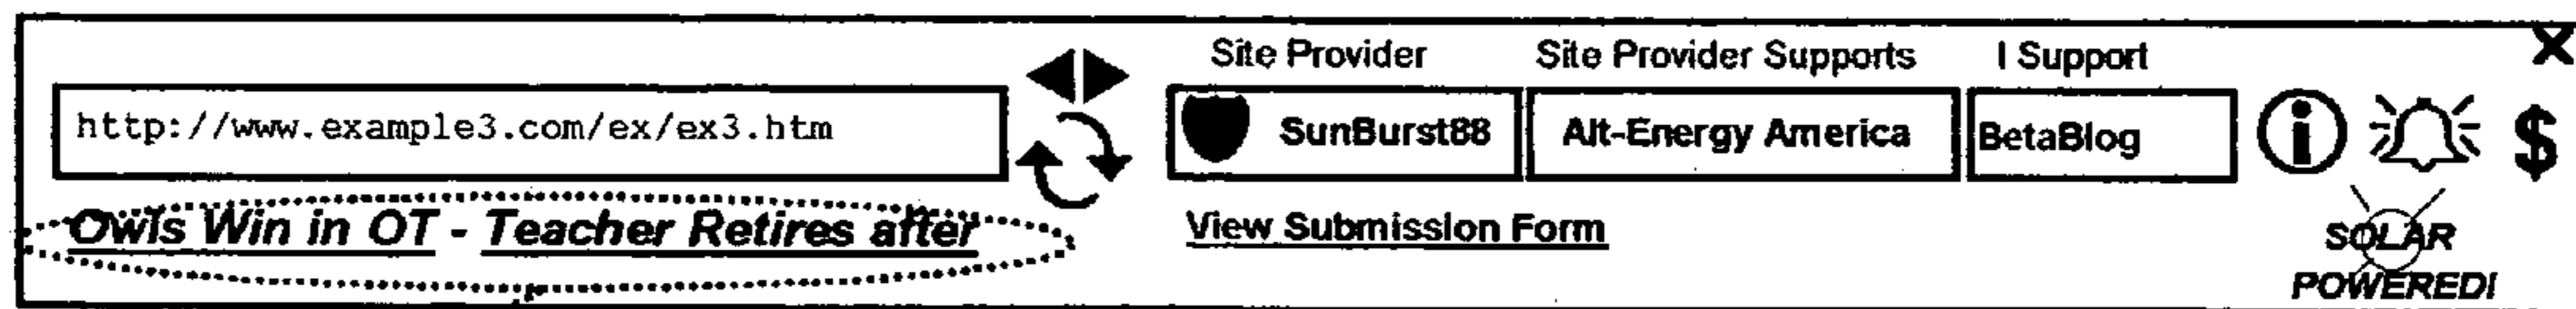 Site Provider Site Provider Supports I Support X
http://www.example3.com/ex/ex3.htm SunBurst88 Alt-Energy America BetaBlog i $
Owls Win in OT - Teacher Retires after View Submission Form
SOLAR
POWERED!